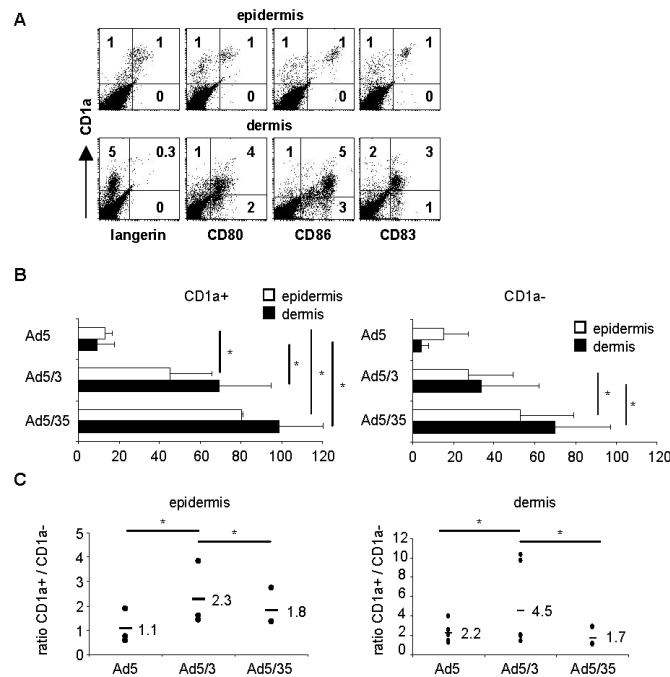 A
epidermis
1 1 1 1 1 1 1 1
0 0 0 0
CD1a
dermis
5 0.3 1 4 1 5 2 3
0 2 3 1
langerin CD80 CD86 CD83
B
CD1a+
epidermis
dermis
Ad5
Ad5/3
Ad5/35
* * * *
0 20 40 60 80 100 120
CD1a-
epidermis
dermis
Ad5
Ad5/3
Ad5/35
* *
0 20 40 60 80 100 120
C
epidermis
ratio CD1a+ / CD1a-
5
4
3
2
1
0
* *
1.1 2.3 1.8
Ad5 Ad5/3 Ad5/35
dermis
ratio CD1a+ / CD1a-
12
10
8
6
4
2
0
* *
2.2 4.5 1.7
Ad5 Ad5/3 Ad5/35